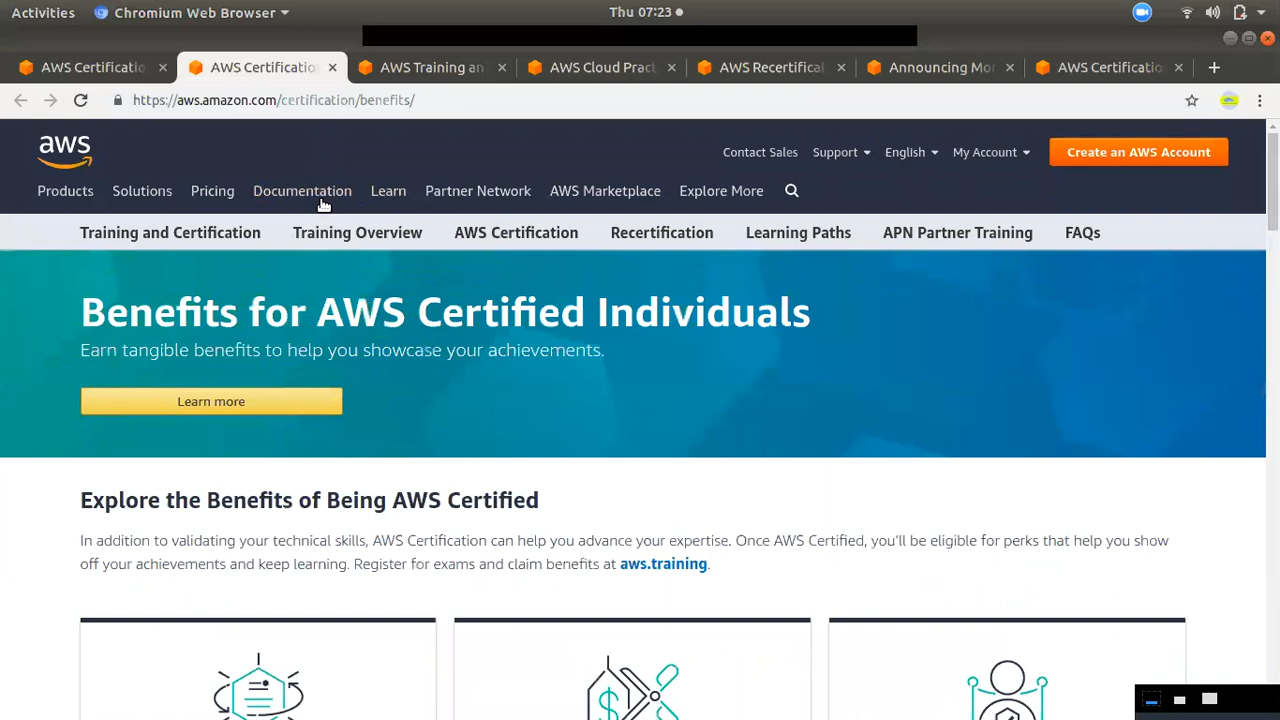 Activities
Chromium Web Browser
Thu 07:23
AWS Certificatio
AWS Certificatio
AWS Training an
AWS Cloud Pract
AWS Recertifical
Announcing Mor
AWS Certificatio
https://aws.amazon.com/certification/benefits/
aws
Contact Sales
Support
English
My Account
Create an AWS Account
Products
Solutions
Pricing
Documentation
Learn
Partner Network
AWS Marketplace
Explore More
Training and Certification
Training Overview
AWS Certification
Recertification
Learning Paths
APN Partner Training
FAQs
Benefits for AWS Certified Individuals
Earn tangible benefits to help you showcase your achievements.
Learn more
Explore the Benefits of Being AWS Certified
In addition to validating your technical skills, AWS Certification can help you advance your expertise. Once AWS Certified, you’ll be eligible for perks that help you show
off your achievements and keep learning. Register for exams and claim benefits at aws.training.
$